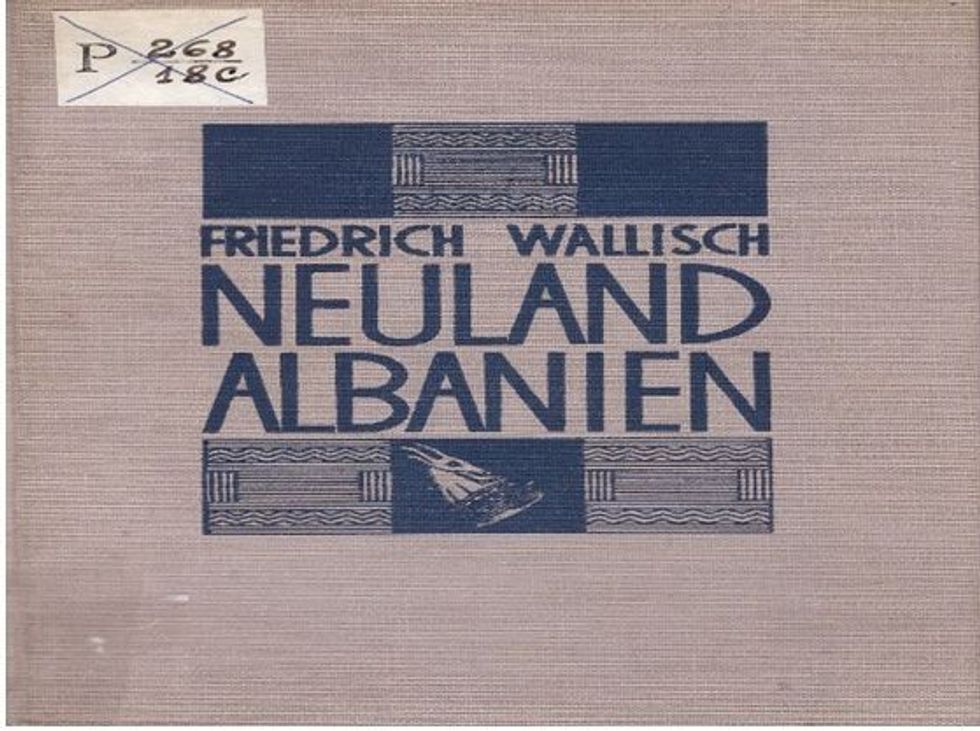 P 268
18c
FRIEDRICH WALLISCH
NEULAND
ALBANIEN